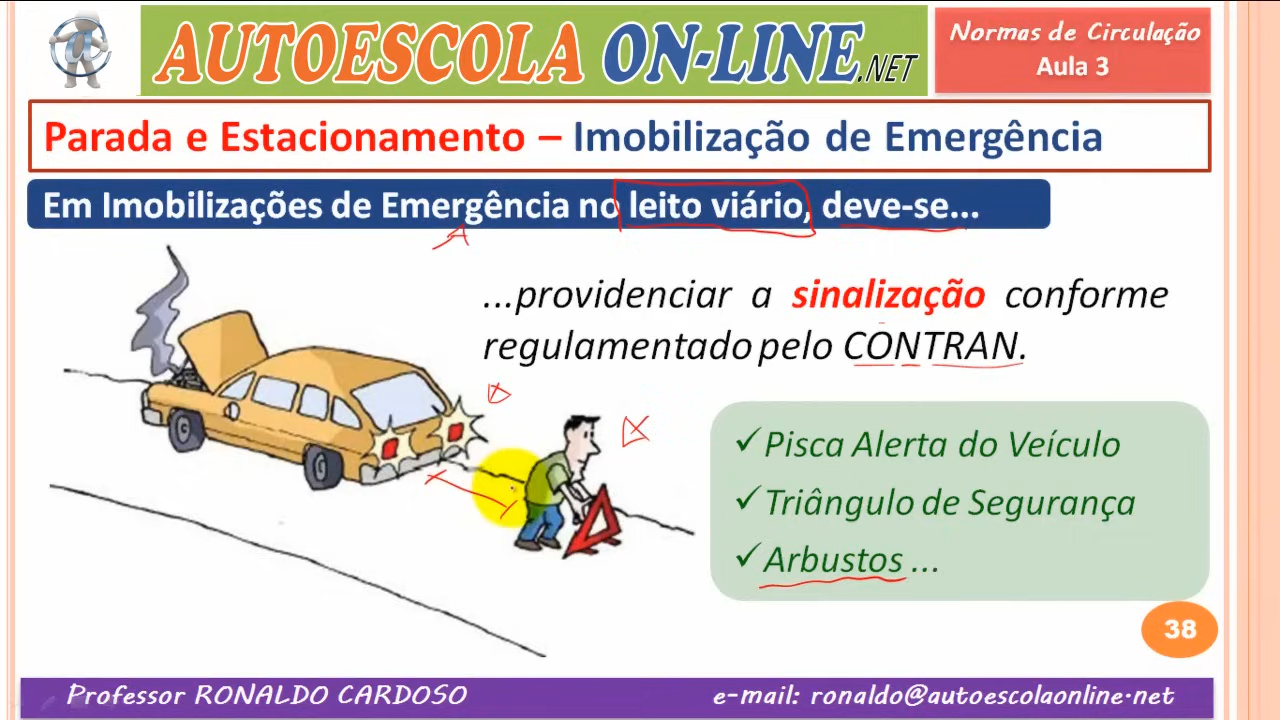 AUTOESCOLA ON-LINE.NET
Normas de Circulação
Aula 3
Parada e Estacionamento – Imobilização de Emergência
Em Imobilizações de Emergência no leito viário, deve-se...
...providenciar a sinalização conforme
regulamentado pelo CONTRAN.
✓Pisca Alerta do Veículo
✓Triângulo de Segurança
✓Arbustos ...
38
Professor RONALDO CARDOSO
e-mail: ronaldo@autoescolaonline.net